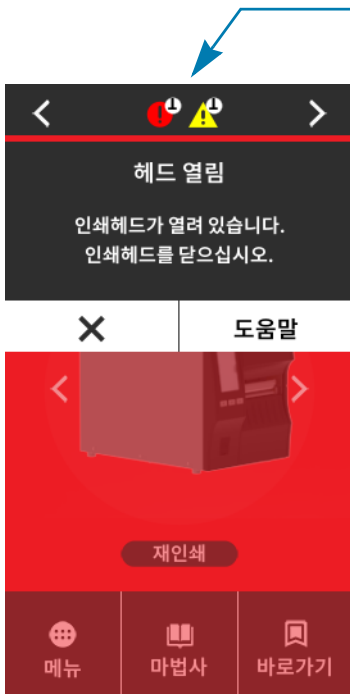 1 1
헤드 열림
인쇄헤드가 열려 있습니다.
인쇄헤드를 닫으십시오.
도움말
재인쇄
메뉴 마법사 바로가기